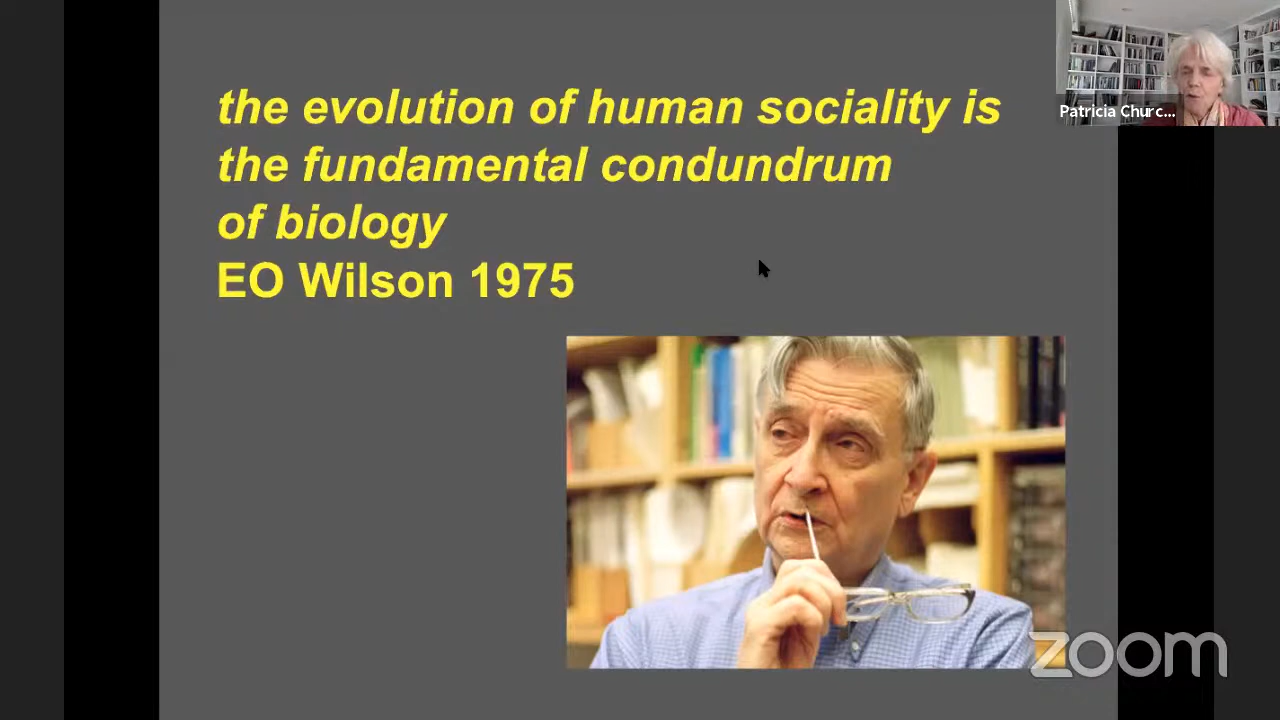 the evolution of human sociality is
the fundamental condundrum
of biology
EO Wilson 1975
Patricia Churc...
zoom